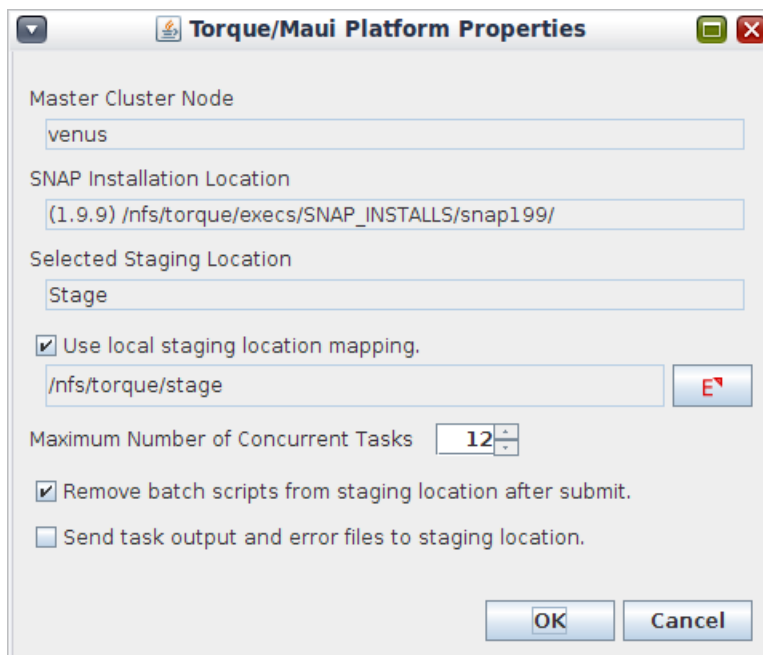 Torque/Maui Platform Properties
Master Cluster Node
venus
SNAP Installation Location
(1.9.9) /nfs/torque/execs/SNAP_INSTALLS/snap199/
Selected Staging Location
Stage
Use local staging location mapping.
/nfs/torque/stage
E
Maximum Number of Concurrent Tasks 12
Remove batch scripts from staging location after submit.
Send task output and error files to staging location.
OK Cancel